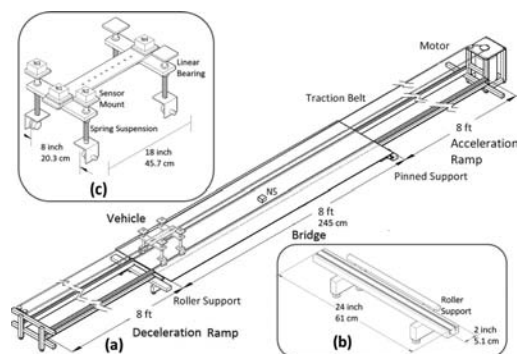 (c)
Linear
Bearing
Sensor
Mount
Spring Suspension
8 inch
20.3 cm
18 inch
45.7 cm
Motor
Traction Belt
8 ft
Acceleration
Ramp
Pinned Support
NS
8 ft
245 cm
Bridge
Vehicle
Roller Support
8 ft
Deceleration Ramp
(a)
Roller
Support
24 inch
61 cm
2 inch
5.1 cm
(b)